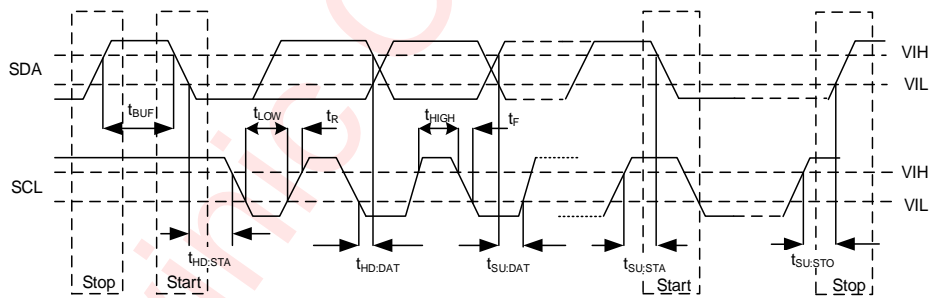 SDA
VIH
VIL
tBUF
tLOW
tR
tHIGH
tF
SCL
VIH
VIL
tHD:STA
tHD:DAT
tSU:DAT
tSU:STA
tSU:STO
Stop
Start
Start
Stop